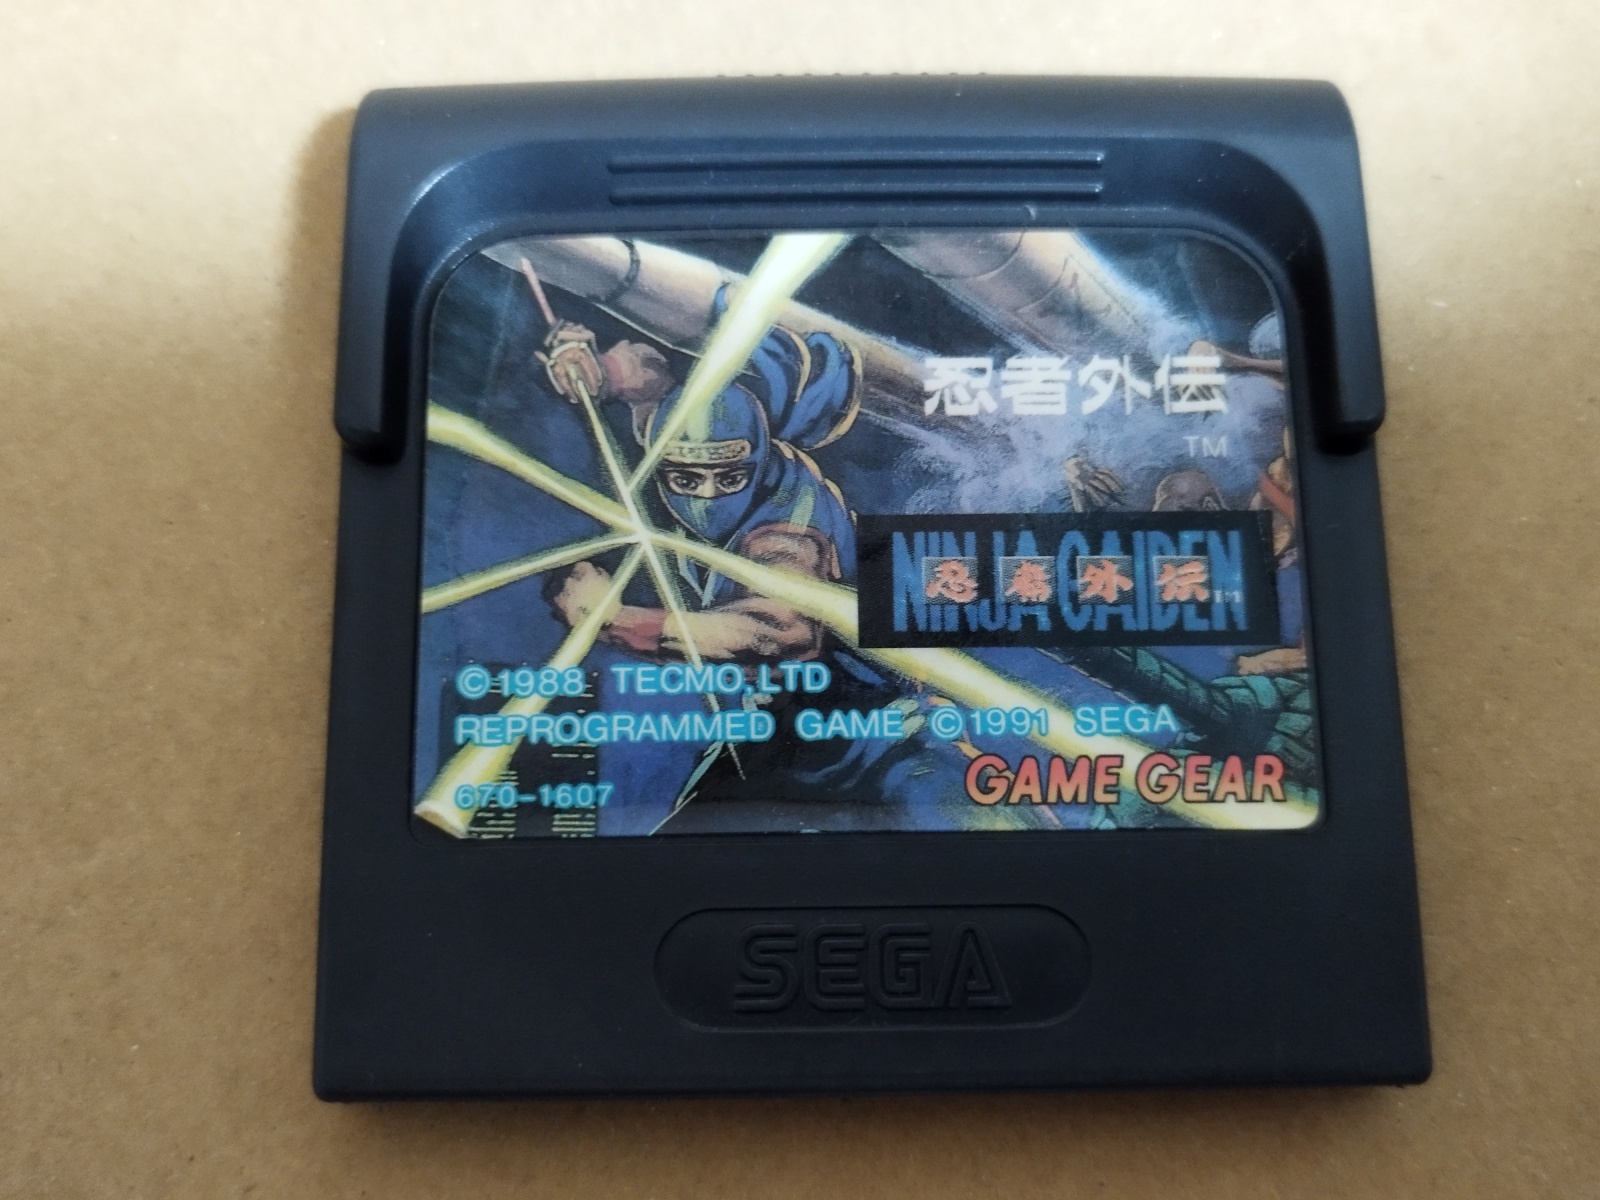 忍者外伝
TM
NINJA GAIDEN
忍者外伝
TM
©1988 TECMO,LTD
REPROGRAMMED GAME ©1991 SEGA
670-1607
GAME GEAR
SEGA